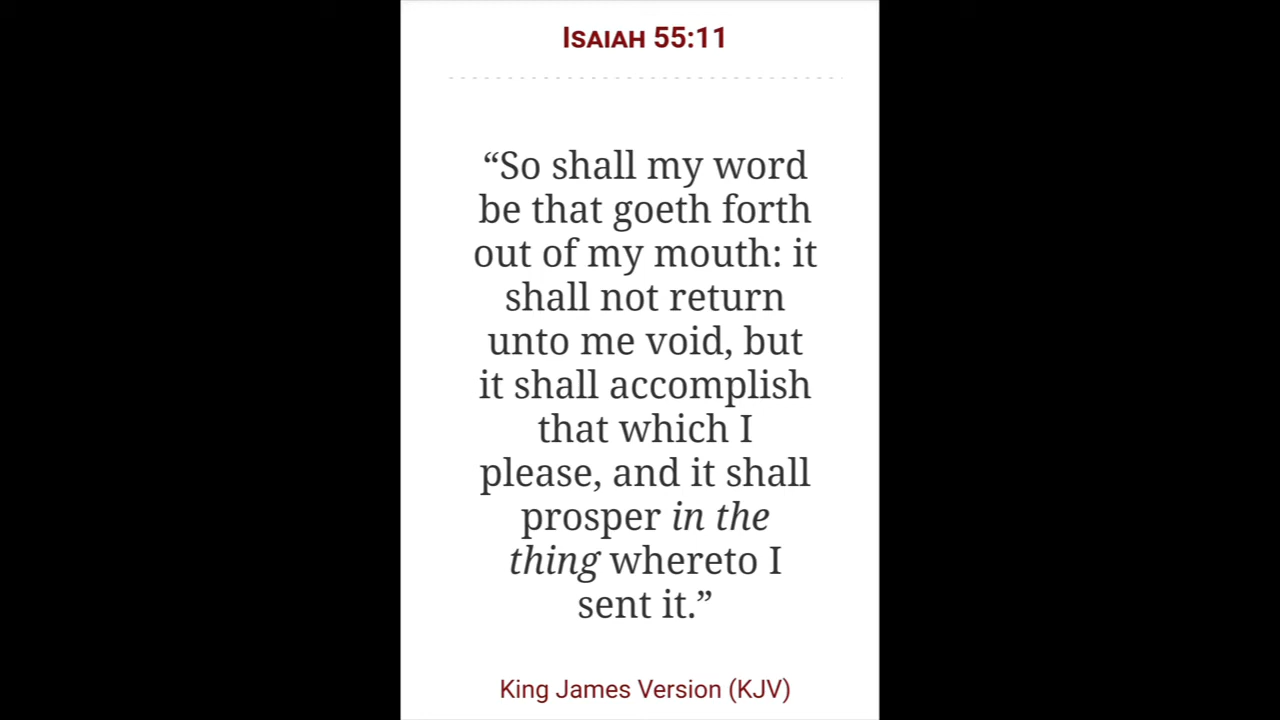 Isaiah 55:11
“So shall my word
be that goeth forth
out of my mouth: it
shall not return
unto me void, but
it shall accomplish
that which I
please, and it shall
prosper in the
thing whereto I
sent it.”
King James Version (KJV)